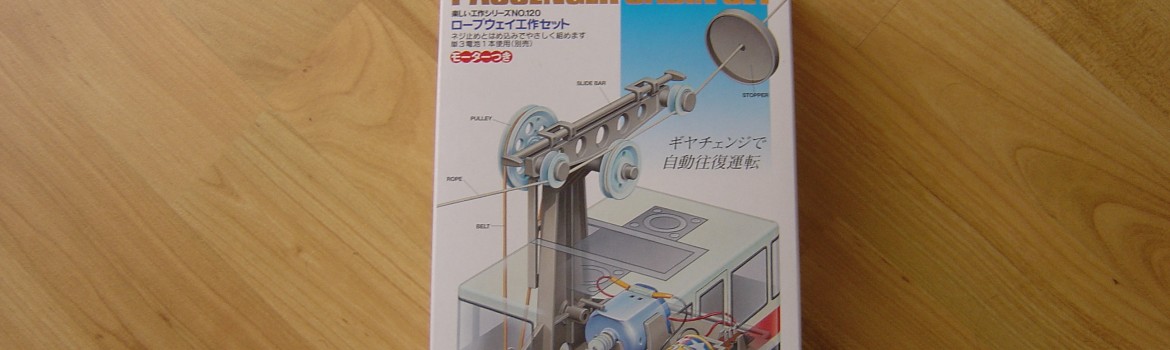 楽しい工作シリーズNO.120
ロープウェイ工作セット
ネジ止めとはめ込みでやさしく組めます
単3電池1本使用(別売)
モーターつき
SLIDE BAR
STOPPER
PULLEY
ギヤチェンジで
自動往復運転
ROPE
BELT